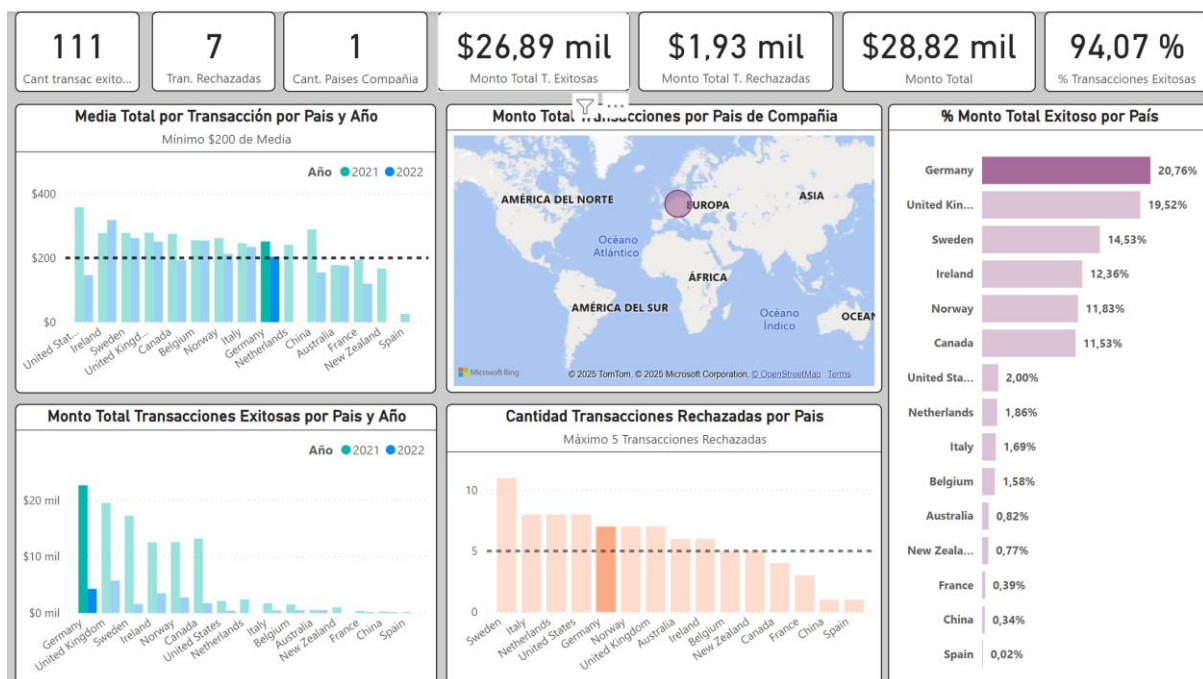 111
Cant transac exito...
7
Tran. Rechazadas
1
Cant. Paises Compañia
$26,89 mil
Monto Total T. Exitosas
$1,93 mil
Monto Total T. Rechazadas
$28,82 mil
Monto Total
94,07 %
% Transacciones Exitosas
Media Total por Transacción por Pais y Año
Mínimo $200 de Media
Año 2021 2022
$400
$200
$0
United Stat...
Ireland
Sweden
United Kingd...
Canada
Belgium
Norway
Italy
Germany
Netherlands
China
Australia
France
New Zealand
Spain
Monto Total Transacciones por Pais de Compañia
AMÉRICA DEL NORTE
EUROPA
ASIA
Océano
Atlántico
ÁFRICA
AMÉRICA DEL SUR
Océano
Índico
OCEAN
Microsoft Bing
© 2025 TomTom, © 2025 Microsoft Corporation, © OpenStreetMap Terms
% Monto Total Exitoso por País
Germany 20,76%
United Kin... 19,52%
Sweden 14,53%
Ireland 12,36%
Norway 11,83%
Canada 11,53%
United Sta... 2,00%
Netherlands 1,86%
Italy 1,69%
Belgium 1,58%
Australia 0,82%
New Zeala... 0,77%
France 0,39%
China 0,34%
Spain 0,02%
Monto Total Transacciones Exitosas por Pais y Año
Año 2021 2022
$20 mil
$10 mil
$0 mil
Germany
United Kingdom
Sweden
Ireland
Norway
Canada
United States
Netherlands
Italy
Belgium
Australia
New Zealand
France
China
Spain
Cantidad Transacciones Rechazadas por Pais
Máximo 5 Transacciones Rechazadas
10
5
0
Sweden
Italy
Netherlands
United States
Germany
Norway
United Kingdom
Australia
Ireland
Belgium
New Zealand
Canada
France
China
Spain